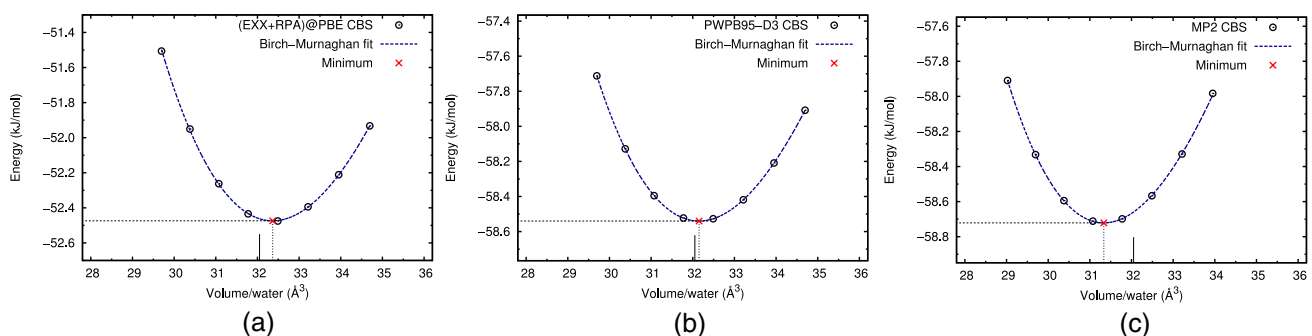 (EXX+RPA)@PBE CBS
Birch−Murnaghan fit
Minimum
Energy (kJ/mol)
−51.4
−51.6
−51.8
−52.0
−52.2
−52.4
−52.6
28 29 30 31 32 33 34 35 36
Volume/water (Å³)
(a)
PWPB95−D3 CBS
Birch−Murnaghan fit
Minimum
Energy (kJ/mol)
−57.6
−57.8
−58.0
−58.2
−58.4
−58.6
28 29 30 31 32 33 34 35 36
Volume/water (Å³)
(b)
MP2 CBS
Birch−Murnaghan fit
Minimum
Energy (kJ/mol)
−57.6
−57.8
−58.0
−58.2
−58.4
−58.6
−58.8
28 29 30 31 32 33 34 35 36
Volume/water (Å³)
(c)